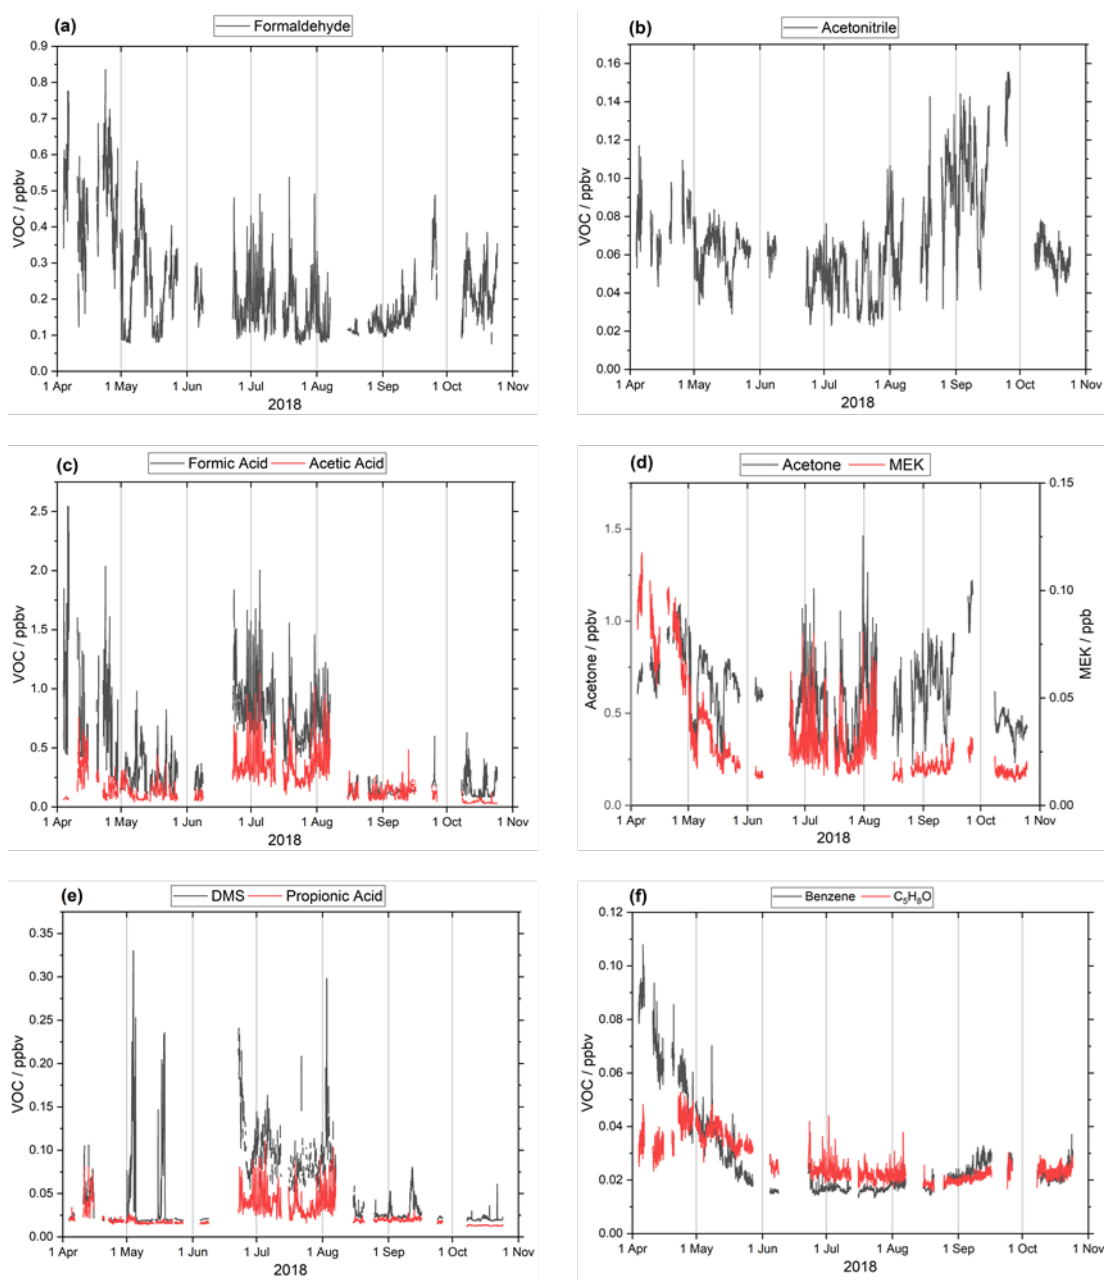 (a)
Formaldehyde
0.9
0.8
0.7
0.6
0.5
0.4
0.3
0.2
0.1
0.0
VOC / ppbv
1 Apr 1 May 1 Jun 1 Jul 1 Aug 1 Sep 1 Oct 1 Nov
2018
(b)
Acetonitrile
0.16
0.14
0.12
0.10
0.08
0.06
0.04
0.02
0.00
VOC / ppbv
1 Apr 1 May 1 Jun 1 Jul 1 Aug 1 Sep 1 Oct 1 Nov
2018
(c)
Formic Acid Acetic Acid
2.5
2.0
1.5
1.0
0.5
0.0
VOC / ppbv
1 Apr 1 May 1 Jun 1 Jul 1 Aug 1 Sep 1 Oct 1 Nov
2018
(d)
Acetone MEK
1.5
1.0
0.5
0.0
Acetone / ppbv
0.15
0.10
0.05
0.00
MEK / ppb
1 Apr 1 May 1 Jun 1 Jul 1 Aug 1 Sep 1 Oct 1 Nov
2018
(e)
DMS Propionic Acid
0.35
0.30
0.25
0.20
0.15
0.10
0.05
0.00
VOC / ppbv
1 Apr 1 May 1 Jun 1 Jul 1 Aug 1 Sep 1 Oct 1 Nov
2018
(f)
Benzene C₅H₈O
0.12
0.10
0.08
0.06
0.04
0.02
0.00
VOC / ppbv
1 Apr 1 May 1 Jun 1 Jul 1 Aug 1 Sep 1 Oct 1 Nov
2018